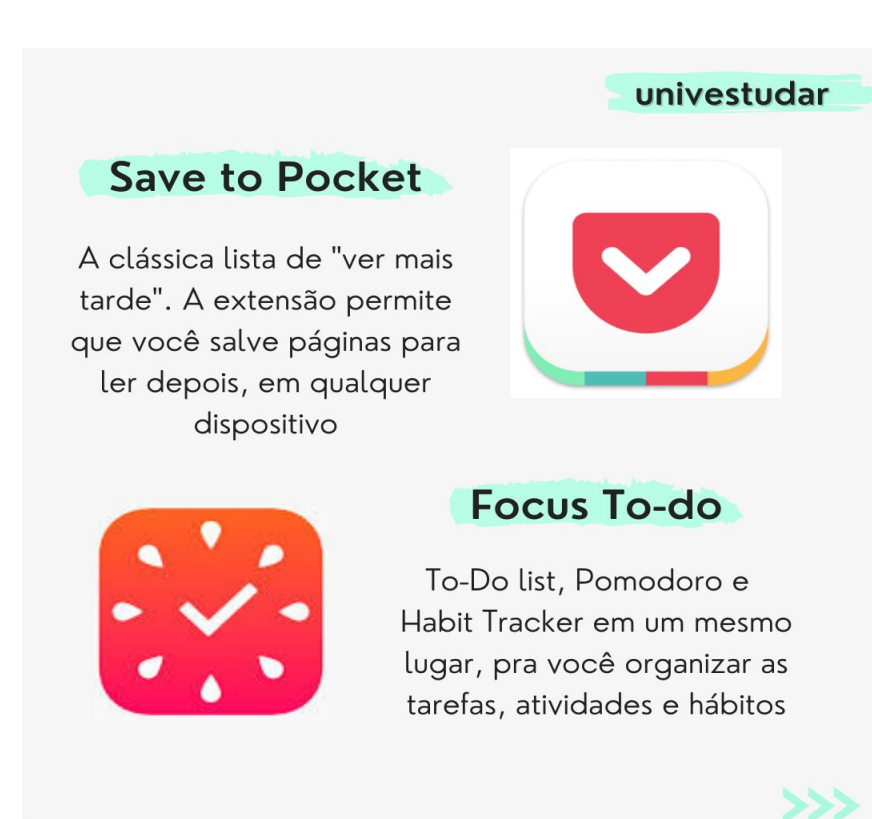 univestudar
Save to Pocket
A clássica lista de "ver mais
tarde". A extensão permite
que você salve páginas para
ler depois, em qualquer
dispositivo
Focus To-do
To-Do list, Pomodoro e
Habit Tracker em um mesmo
lugar, pra você organizar as
tarefas, atividades e hábitos